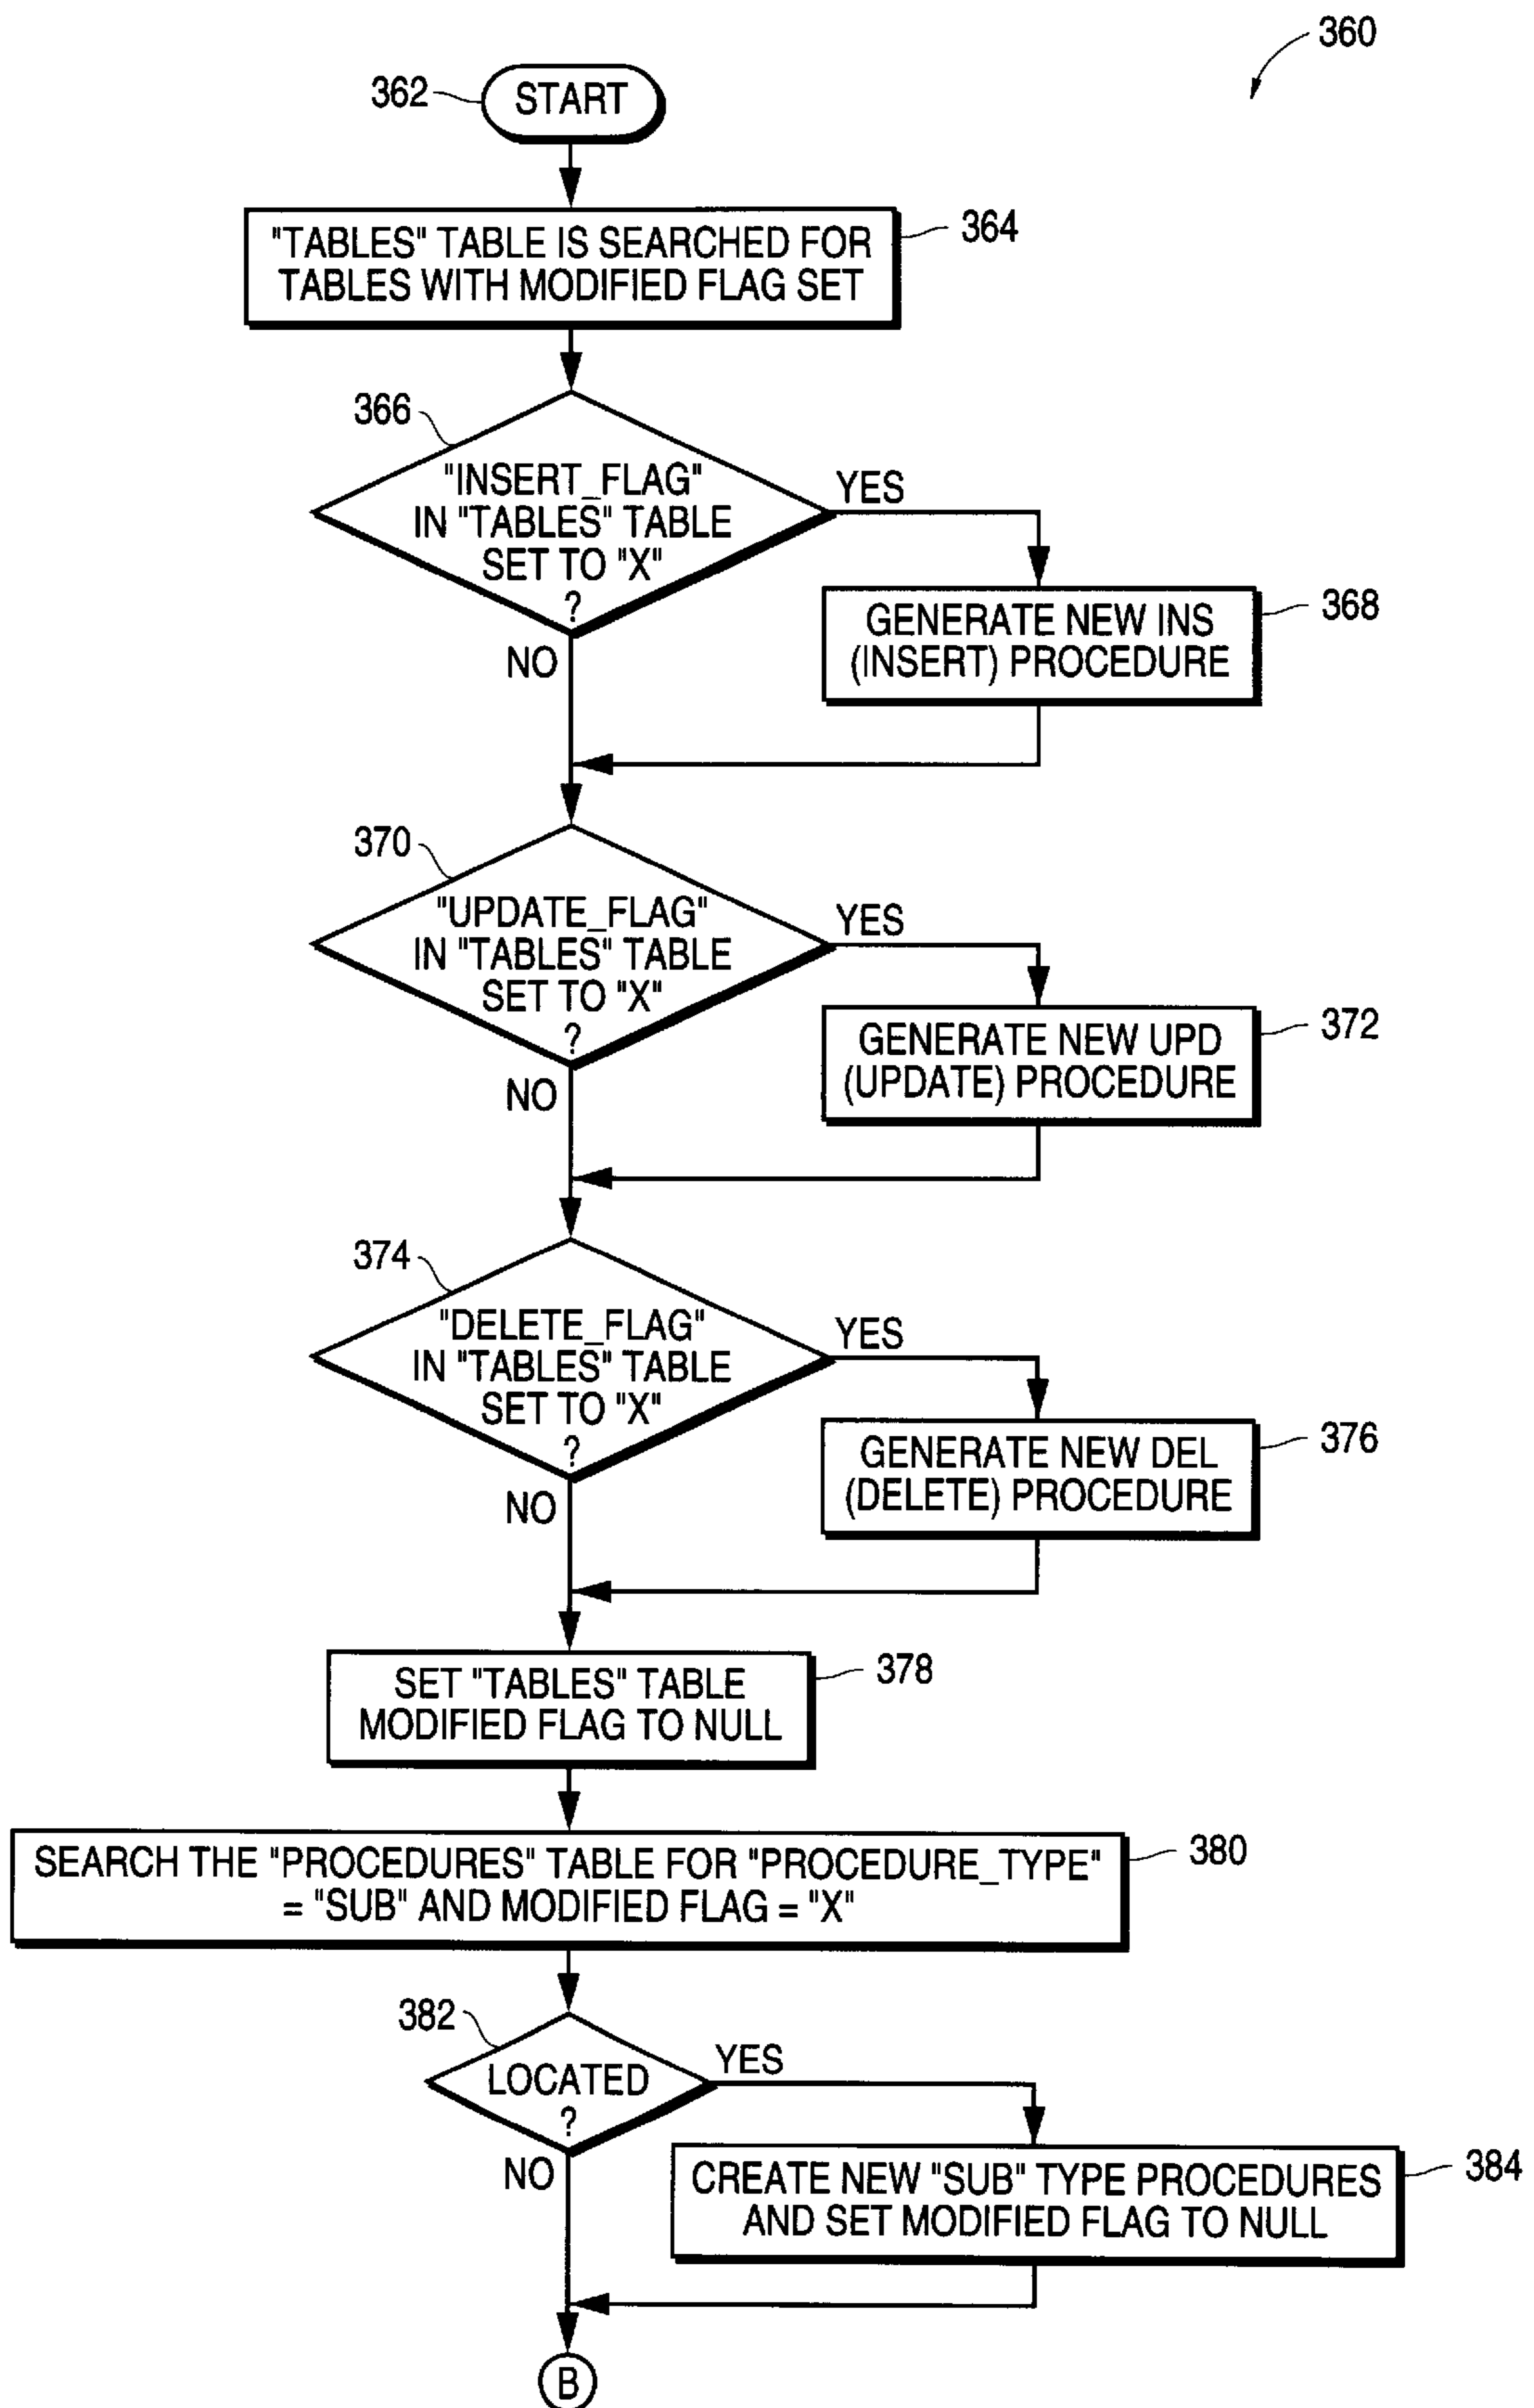 360
362
START
"TABLES" TABLE IS SEARCHED FOR
TABLES WITH MODIFIED FLAG SET
364
366
"INSERT_FLAG"
IN "TABLES" TABLE
SET TO "X"
?
YES
NO
GENERATE NEW INS
(INSERT) PROCEDURE
368
370
"UPDATE_FLAG"
IN "TABLES" TABLE
SET TO "X"
?
YES
NO
GENERATE NEW UPD
(UPDATE) PROCEDURE
372
374
"DELETE_FLAG"
IN "TABLES" TABLE
SET TO "X"
?
YES
NO
GENERATE NEW DEL
(DELETE) PROCEDURE
376
SET "TABLES" TABLE
MODIFIED FLAG TO NULL
378
SEARCH THE "PROCEDURES" TABLE FOR "PROCEDURE_TYPE"
= "SUB" AND MODIFIED FLAG = "X"
380
382
LOCATED
?
YES
NO
CREATE NEW "SUB" TYPE PROCEDURES
AND SET MODIFIED FLAG TO NULL
384
B